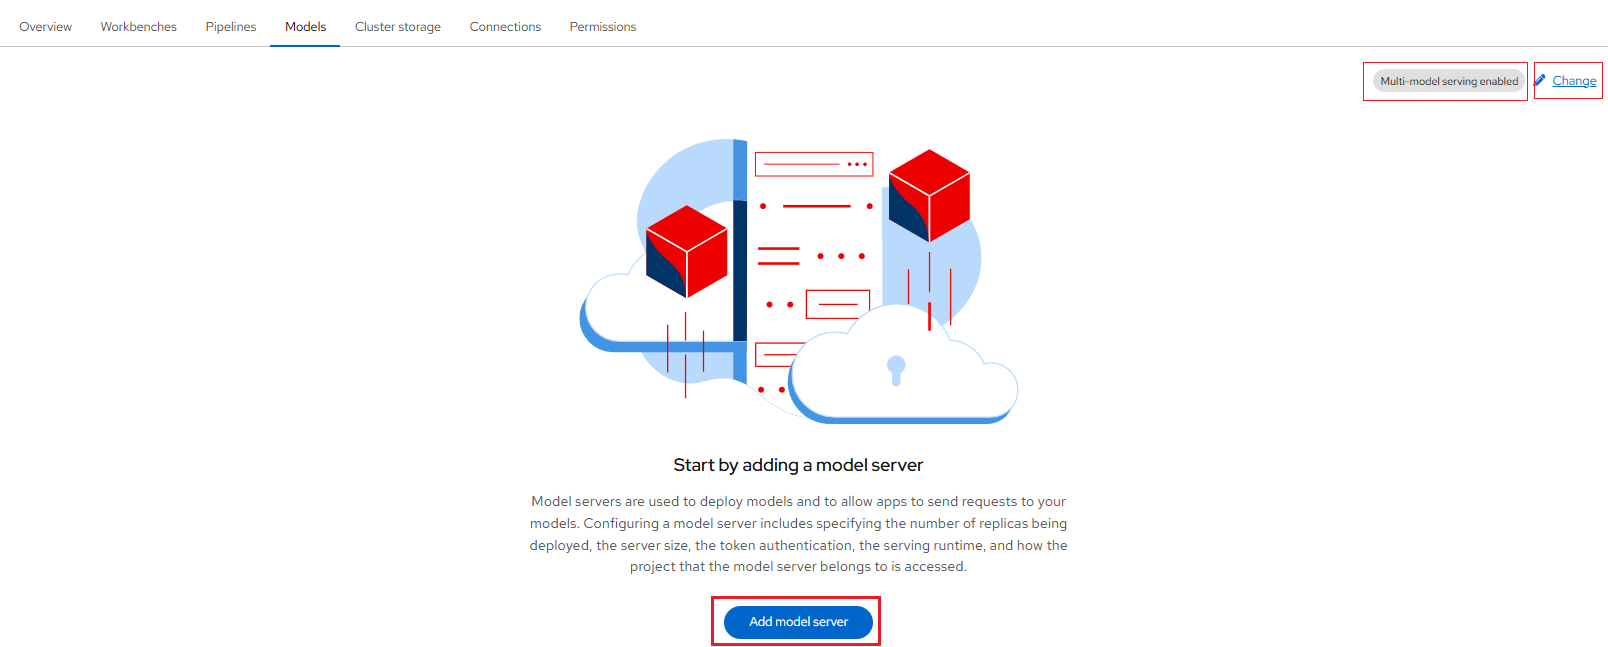 Overview Workbenches Pipelines Models Cluster storage Connections Permissions
Multi-model serving enabled Change
Start by adding a model server
Model servers are used to deploy models and to allow apps to send requests to your
models. Configuring a model server includes specifying the number of replicas being
deployed, the server size, the token authentication, the serving runtime, and how the
project that the model server belongs to is accessed.
Add model server